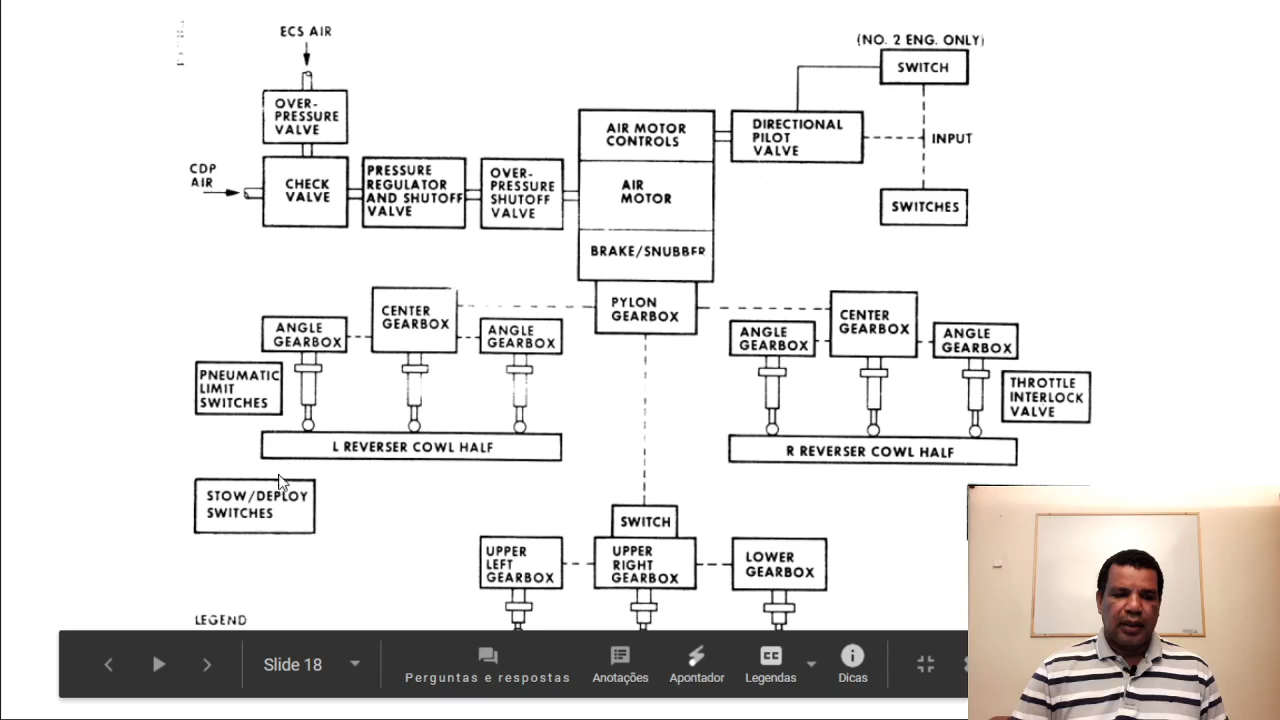 ECS AIR
(NO. 2 ENG. ONLY)
SWITCH
OVER-
PRESSURE
VALVE
AIR MOTOR
CONTROLS
DIRECTIONAL
PILOT
VALVE
INPUT
CDP
AIR
CHECK
VALVE
PRESSURE
REGULATOR
AND SHUTOFF
VALVE
OVER-
PRESSURE
SHUTOFF
VALVE
AIR
MOTOR
SWITCHES
BRAKE/SNUBBER
PYLON
GEARBOX
CENTER
GEARBOX
CENTER
GEARBOX
ANGLE
GEARBOX
ANGLE
GEARBOX
ANGLE
GEARBOX
ANGLE
GEARBOX
PNEUMATIC
LIMIT
SWITCHES
THROTTLE
INTERLOCK
VALVE
L REVERSER COWL HALF
R REVERSER COWL HALF
STOW/DEPLOY
SWITCHES
SWITCH
UPPER
LEFT
GEARBOX
UPPER
RIGHT
GEARBOX
LOWER
GEARBOX
LEGEND
Slide 18
Perguntas e respostas
Anotações
Apontador
CC
Legendas
Dicas